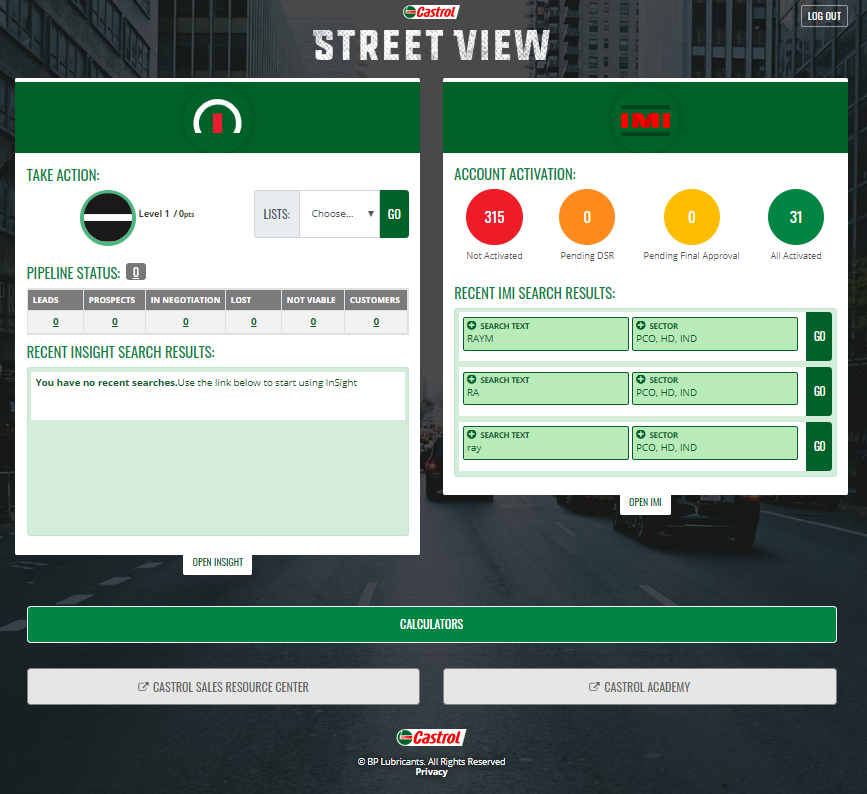 Castrol
LOG OUT
STREET VIEW
TAKE ACTION:
Level 1 / 0pts
LISTS:
Choose...
GO
PIPELINE STATUS: 0
LEADS PROSPECTS IN NEGOTIATION LOST NOT VIABLE CUSTOMERS
0 0 0 0 0 0
RECENT INSIGHT SEARCH RESULTS:
You have no recent searches.Use the link below to start using InSight
OPEN INSIGHT
IMI
ACCOUNT ACTIVATION:
315 0 0 31
Not Activated Pending DSR Pending Final Approval All Activated
RECENT IMI SEARCH RESULTS:
SEARCH TEXT SECTOR
RAYM PCO, HD, IND
GO
SEARCH TEXT SECTOR
RA PCO, HD, IND
GO
SEARCH TEXT SECTOR
ray PCO, HD, IND
GO
OPEN IMI
CALCULATORS
CASTROL SALES RESOURCE CENTER
CASTROL ACADEMY
Castrol
© BP Lubricants. All Rights Reserved
Privacy